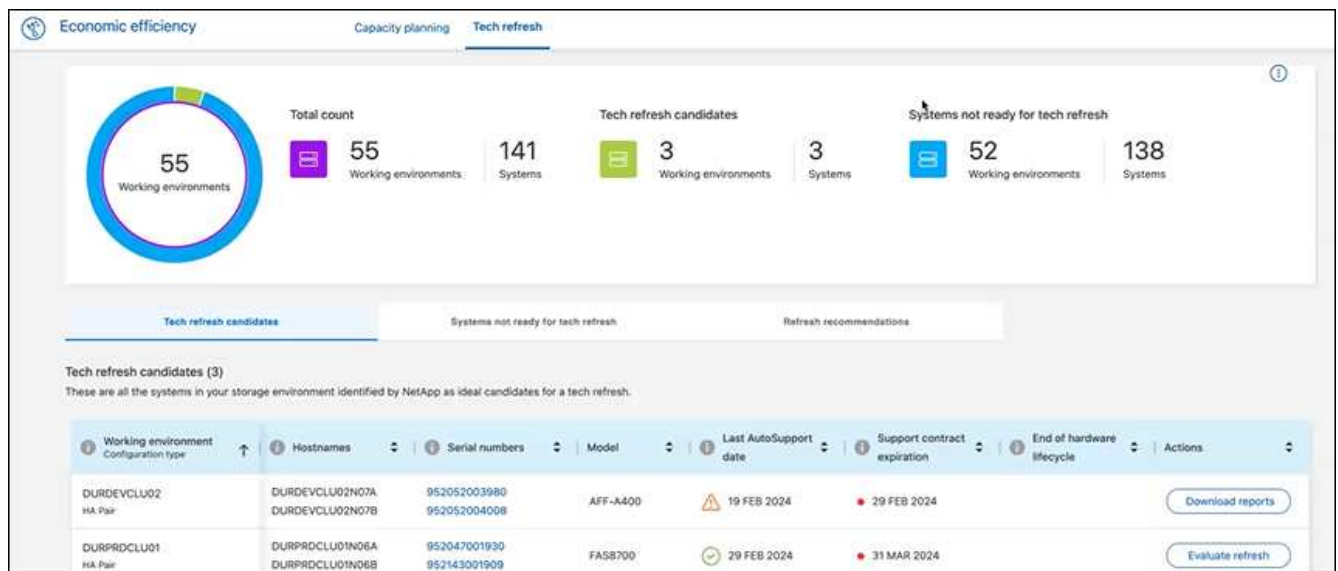 Economic efficiency
Capacity planning
Tech refresh
55
Working environments
Total count
55
Working environments
141
Systems
Tech refresh candidates
3
Working environments
3
Systems
Systems not ready for tech refresh
52
Working environments
138
Systems
Tech refresh candidates
Systems not ready for tech refresh
Refresh recommendations
Tech refresh candidates (3)
These are all the systems in your storage environment identified by NetApp as ideal candidates for a tech refresh.
Working environment
Configuration type
Hostnames
Serial numbers
Model
Last AutoSupport
date
Support contract
expiration
End of hardware
lifecycle
Actions
DURDEVCLU02
HA Pair
DURDEVCLU02N07A
DURDEVCLU02N07B
952052003980
952052004008
AFF-A400
19 FEB 2024
29 FEB 2024
Download reports
DURPRDCLU01
HA Pair
DURPRDCLU01N06A
DURPRDCLU01N06B
952047001930
952143001909
FAS8700
29 FEB 2024
31 MAR 2024
Evaluate refresh